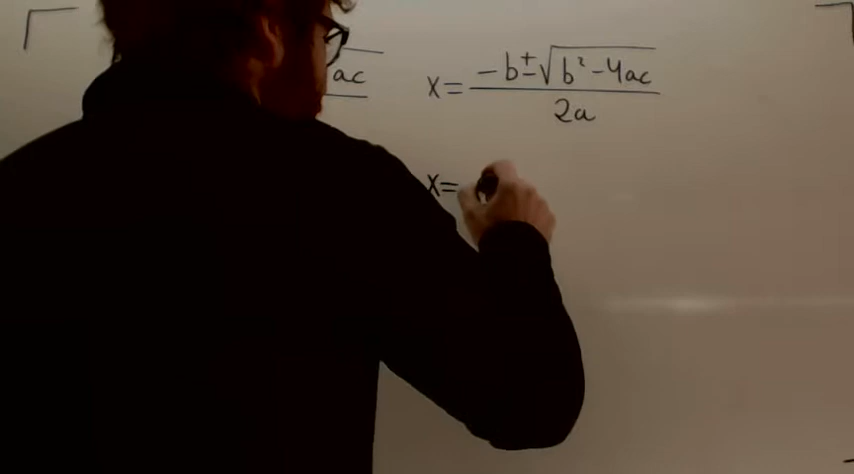 ac
x = (-b ± √(b² - 4ac)) / 2a
x =